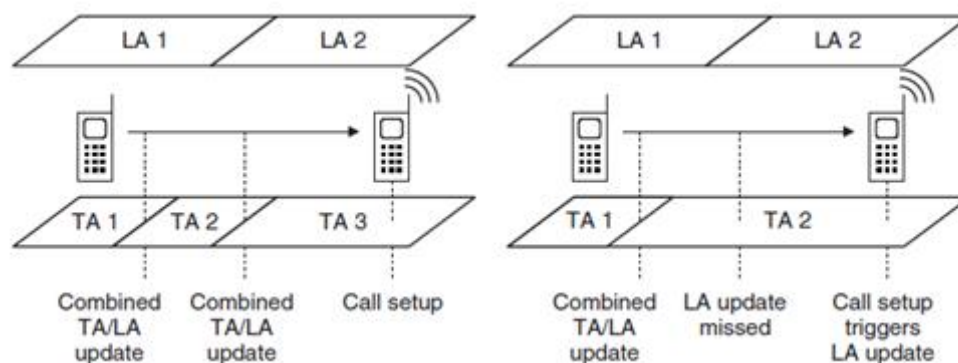 LA 1 LA 2 LA 1 LA 2
TA 1 TA 2 TA 3 TA 1 TA 2
Combined Combined Call setup Combined LA update Call setup
TA/LA TA/LA TA/LA missed triggers
update update update LA update